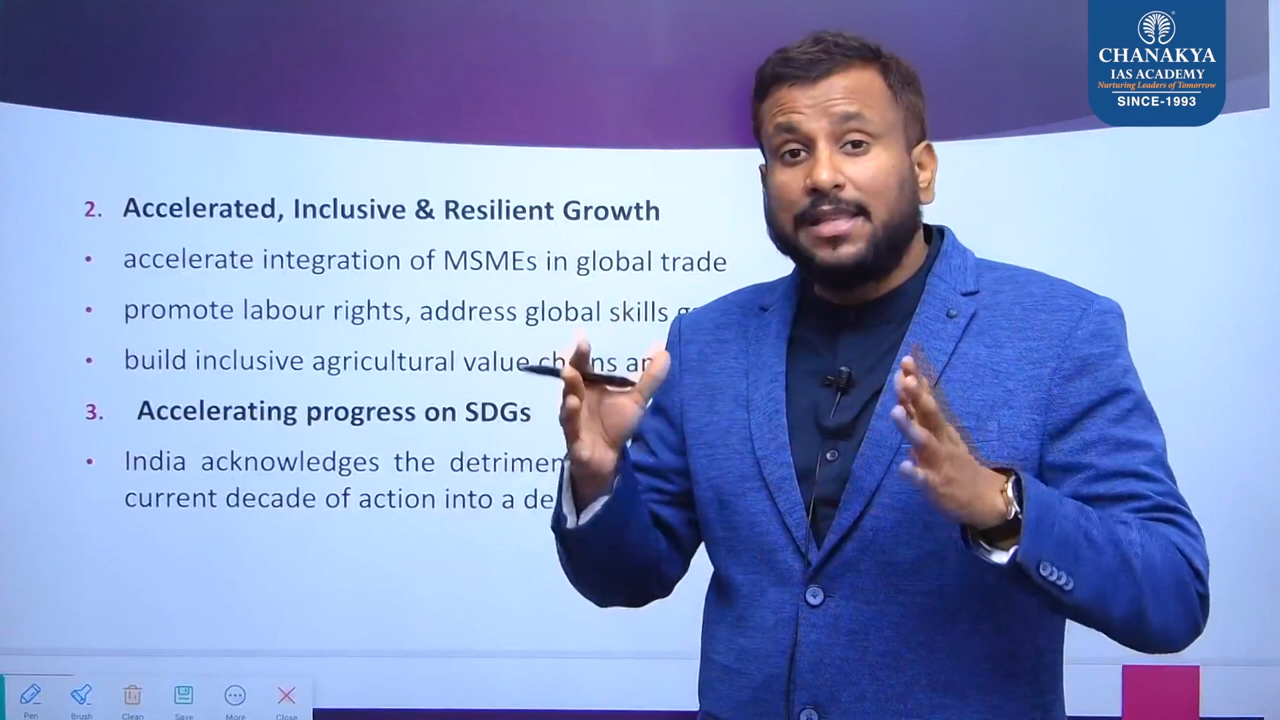 CHANAKYA
IAS ACADEMY
Nurturing Leaders of Tomorrow
SINCE-1993
2. Accelerated, Inclusive & Resilient Growth
• accelerate integration of MSMEs in global trade
• promote labour rights, address global skills
• build inclusive agricultural value chains
3. Accelerating progress on SDGs
• India acknowledges the
current decade of action into a
Pen Brush Clean Save More Close